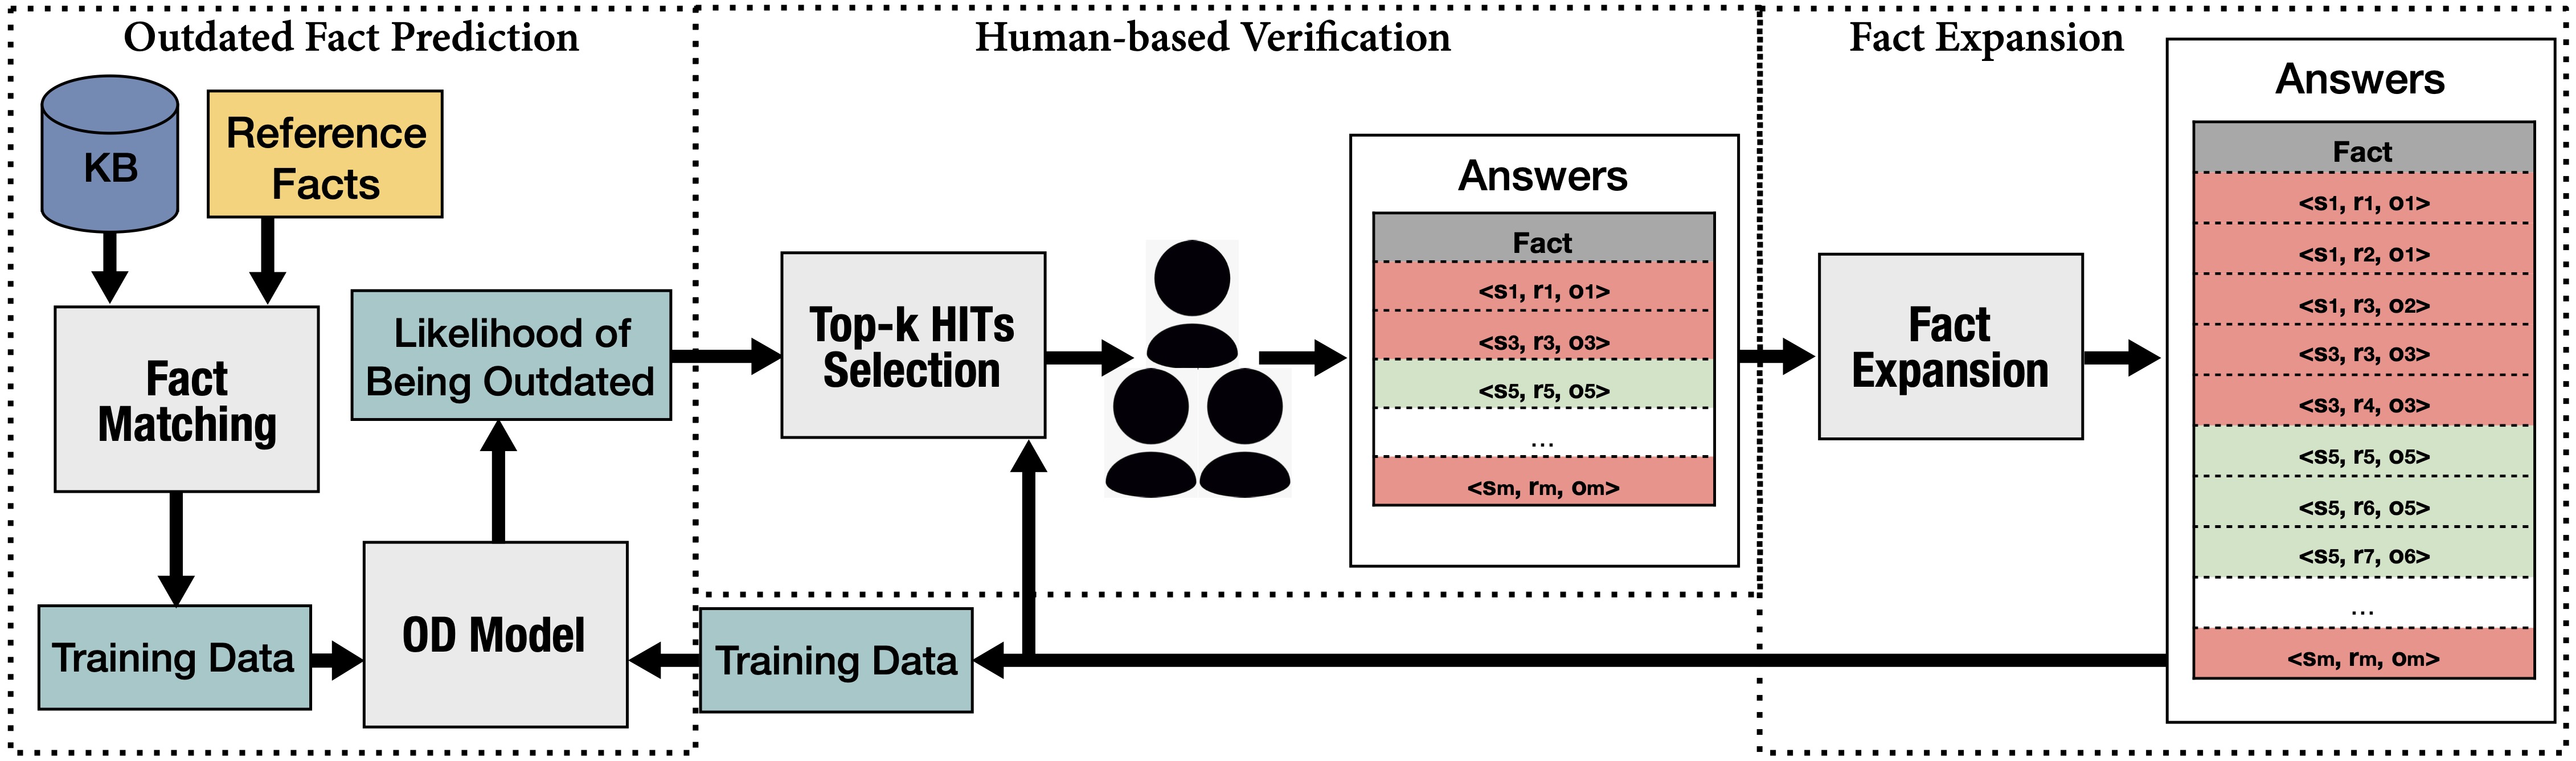 Outdated Fact Prediction
KB
Reference
Facts
Fact
Matching
Likelihood of
Being Outdated
Training Data
OD Model
Human-based Verification
Top-k HITs
Selection
Answers
Fact
<s1, r1, o1>
<s3, r3, o3>
<s5, r5, o5>
...
<sm, rm, om>
Training Data
Fact Expansion
Fact
Expansion
Answers
Fact
<s1, r1, o1>
<s1, r2, o1>
<s1, r3, o2>
<s3, r3, o3>
<s3, r4, o3>
<s5, r5, o5>
<s5, r6, o5>
<s5, r7, o6>
...
<sm, rm, om>